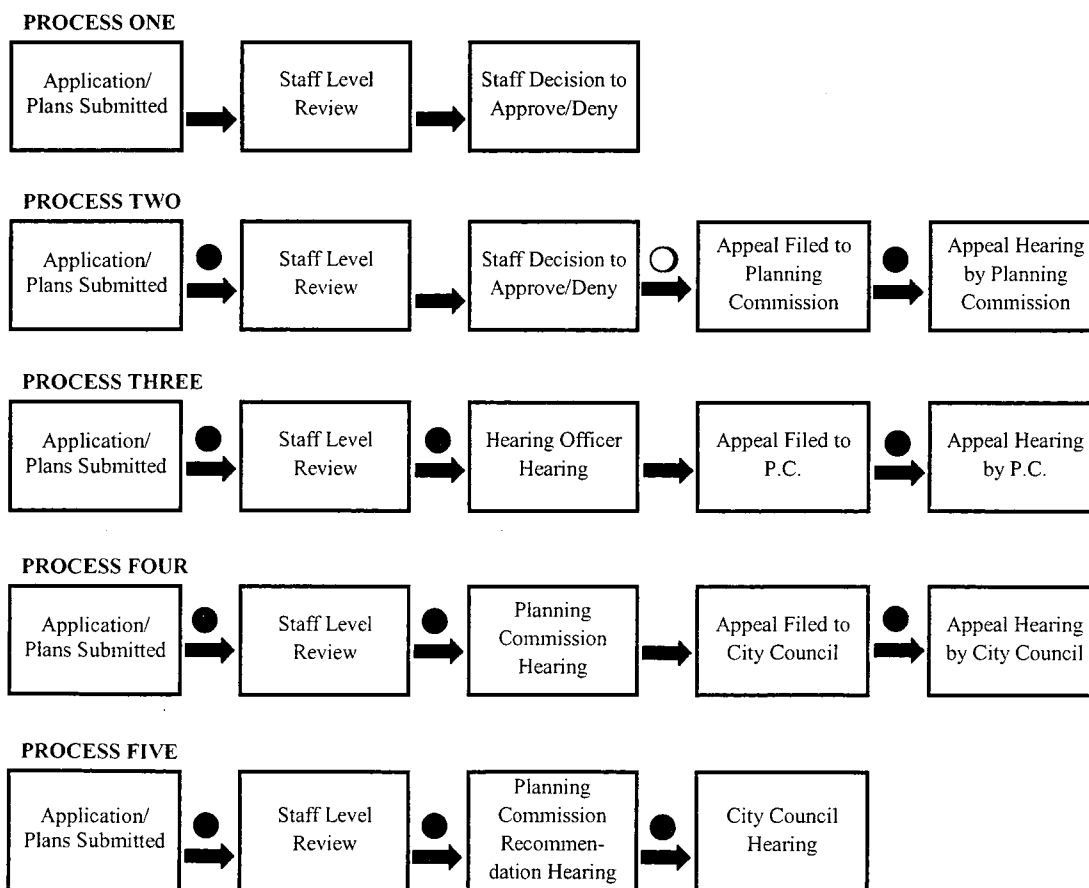 PROCESS ONE
Application/
Plans Submitted
Staff Level
Review
Staff Decision to
Approve/Deny
PROCESS TWO
Application/
Plans Submitted
Staff Level
Review
Staff Decision to
Approve/Deny
Appeal Filed to
Planning
Commission
Appeal Hearing
by Planning
Commission
PROCESS THREE
Application/
Plans Submitted
Staff Level
Review
Hearing Officer
Hearing
Appeal Filed to
P.C.
Appeal Hearing
by P.C.
PROCESS FOUR
Application/
Plans Submitted
Staff Level
Review
Planning
Commission
Hearing
Appeal Filed to
City Council
Appeal Hearing
by City Council
PROCESS FIVE
Application/
Plans Submitted
Staff Level
Review
Planning
Commission
Recommen-
dation Hearing
City Council
Hearing